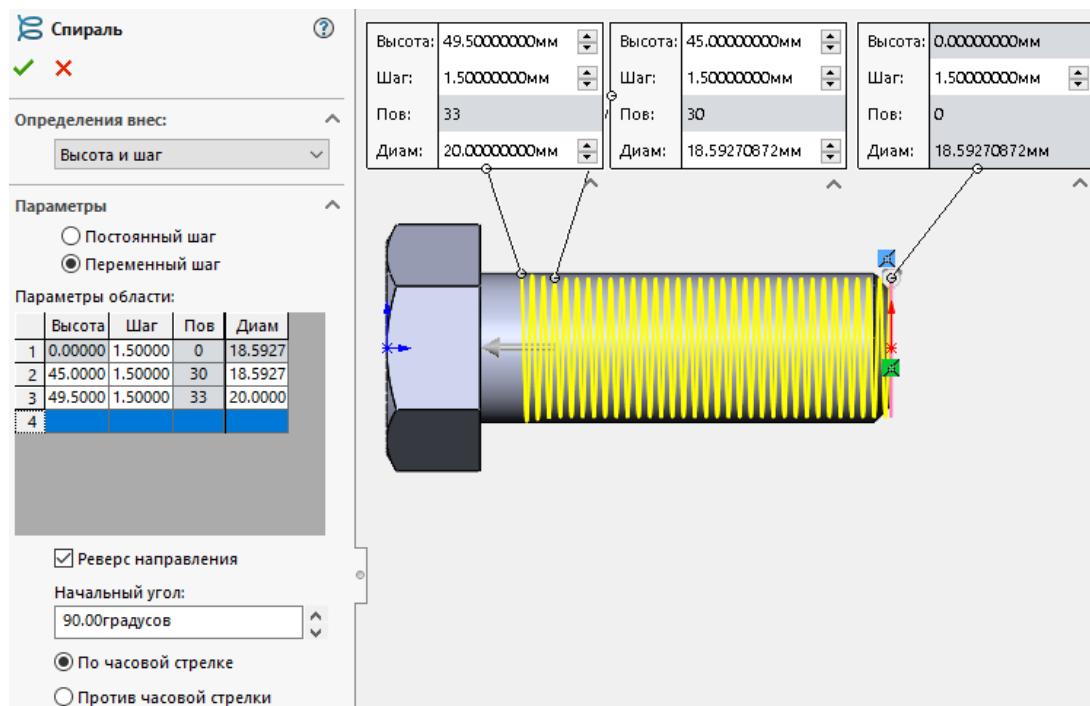 Спираль
Определения внес:
Высота и шаг
Параметры
Постоянный шаг
Переменный шаг
Параметры области:
Высота Шаг Пов Диам
1 0.00000 1.50000 0 18.5927
2 45.0000 1.50000 30 18.5927
3 49.5000 1.50000 33 20.0000
4
Реверс направления
Начальный угол:
90.00градусов
По часовой стрелке
Против часовой стрелки
Высота: 49.50000000мм
Шаг: 1.50000000мм
Пов: 33
Диам: 20.00000000мм
Высота: 45.00000000мм
Шаг: 1.50000000мм
Пов: 30
Диам: 18.59270872мм
Высота: 0.00000000мм
Шаг: 1.50000000мм
Пов: 0
Диам: 18.59270872мм